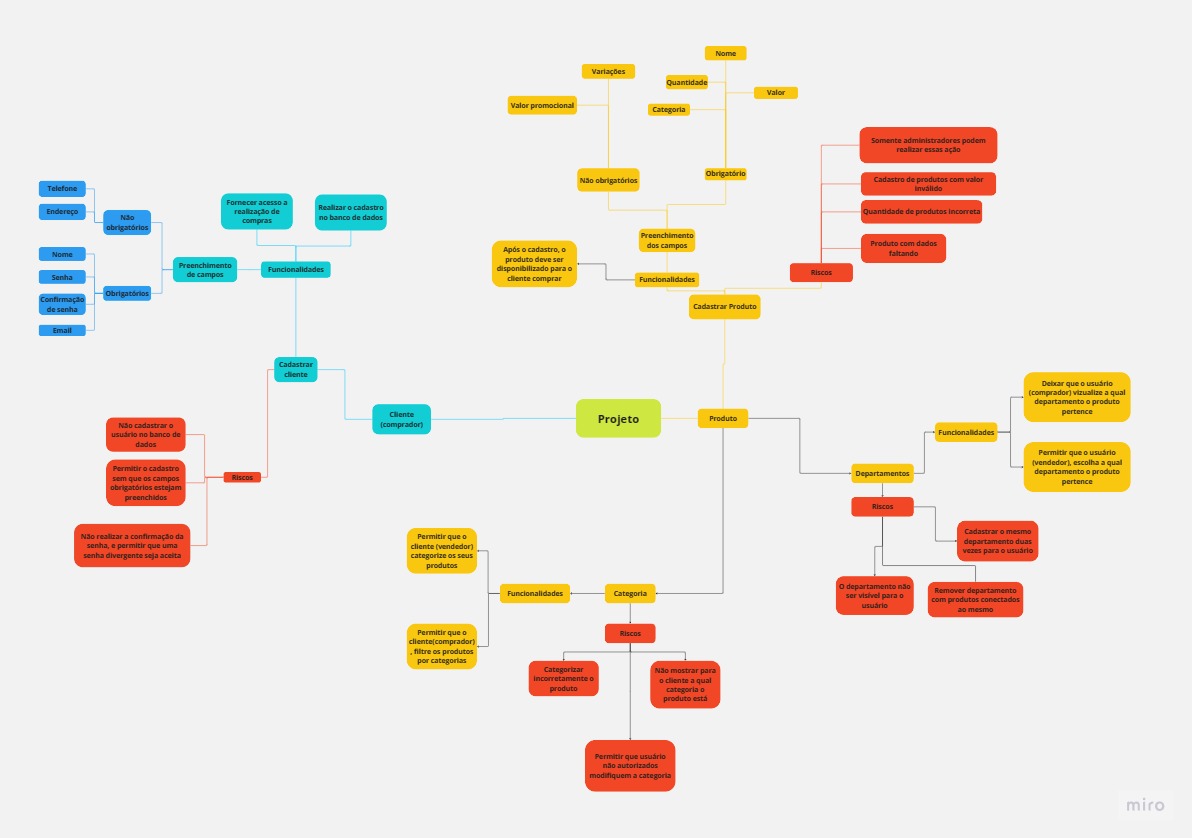 Nome
Variações
Quantidade
Valor
Valor promocional
Categoria
Não obrigatórios
Obrigatório
Preenchimento
dos campos
Após o cadastro, o
produto deve ser
disponibilizado para o
cliente comprar
Funcionalidades
Cadastrar Produto
Somente administradores podem
realizar essas ação
Cadastro de produtos com valor
inválido
Quantidade de produtos incorreta
Produto com dados
faltando
Riscos
Telefone
Endereço
Não
obrigatórios
Nome
Senha
Confirmação
de senha
Email
Obrigatórios
Preenchimento
de campos
Fornecer acesso a
realização de
compras
Realizar o cadastro
no banco de dados
Funcionalidades
Cadastrar
cliente
Cliente
(comprador)
Projeto
Produto
Não cadastrar o
usuário no banco de
dados
Permitir o cadastro
sem que os campos
obrigatórios estejam
preenchidos
Não realizar a confirmação da
senha, e permitir que uma
senha divergente seja aceita
Riscos
Deixar que o usuário
(comprador) vizualize a qual
departamento o produto
pertence
Funcionalidades
Permitir que o usuário
(vendedor), escolha a qual
departamento o produto
pertence
Departamentos
Riscos
Cadastrar o mesmo
departamento duas
vezes para o usuário
O departamento não
ser visível para o
usuário
Remover departamento
com produtos conectados
ao mesmo
Permitir que o
cliente (vendedor)
categorize os seus
produtos
Funcionalidades
Categoria
Permitir que o
cliente(comprador)
, filtre os produtos
por categorias
Riscos
Categorizar
incorretamente o
produto
Não mostrar para
o cliente a qual
categoria o
produto está
Permitir que usuário
não autorizados
modifiquem a categoria
miro